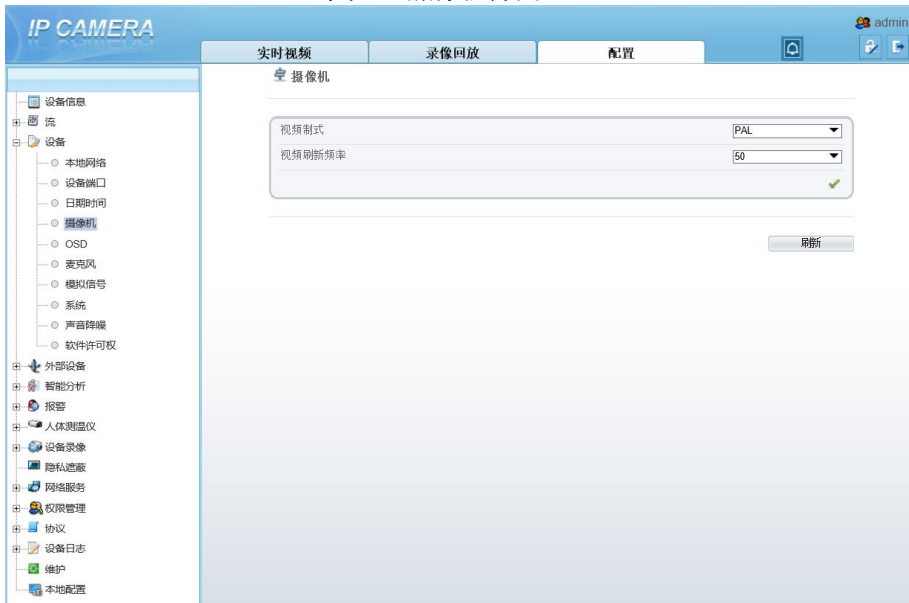 IP CAMERA
admin
实时视频
录像回放
配置
摄像机
设备信息
流
设备
本地网络
设备端口
日期时间
摄像机
OSD
麦克风
模拟信号
系统
声音降噪
软件许可权
外部设备
智能分析
报警
人体测温仪
设备录像
隐私遮蔽
网络服务
权限管理
协议
设备日志
维护
本地配置
视频制式
PAL
视频刷新频率
50
刷新